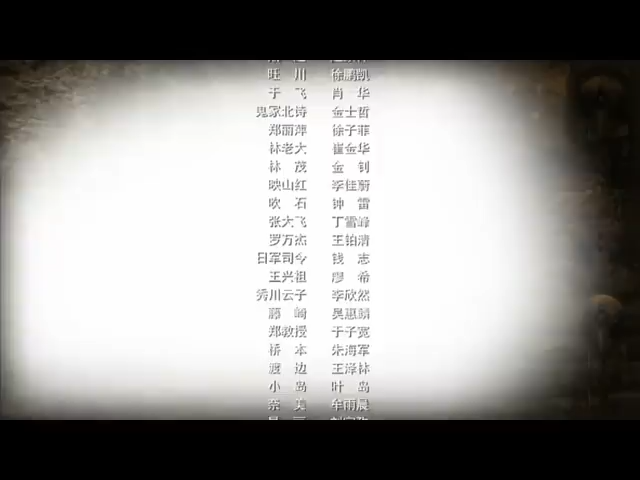 旺 川 徐鹏凯
于 飞 肖 华
鬼冢北诗 金士哲
郑丽萍 徐子菲
林老大 崔金华
林 茂 金 钊
映山红 李佳蔚
吹 石 钟 雷
张大飞 丁雪峰
罗万杰 王铂清
日军司令 钱 志
王兴祖 廖 希
秀川云子 李欣然
藤 崎 吴惠麟
郑教授 于子宽
桥 本 朱海军
渡 边 王泽林
小 岛 叶 岛
奈 美 牟雨晨